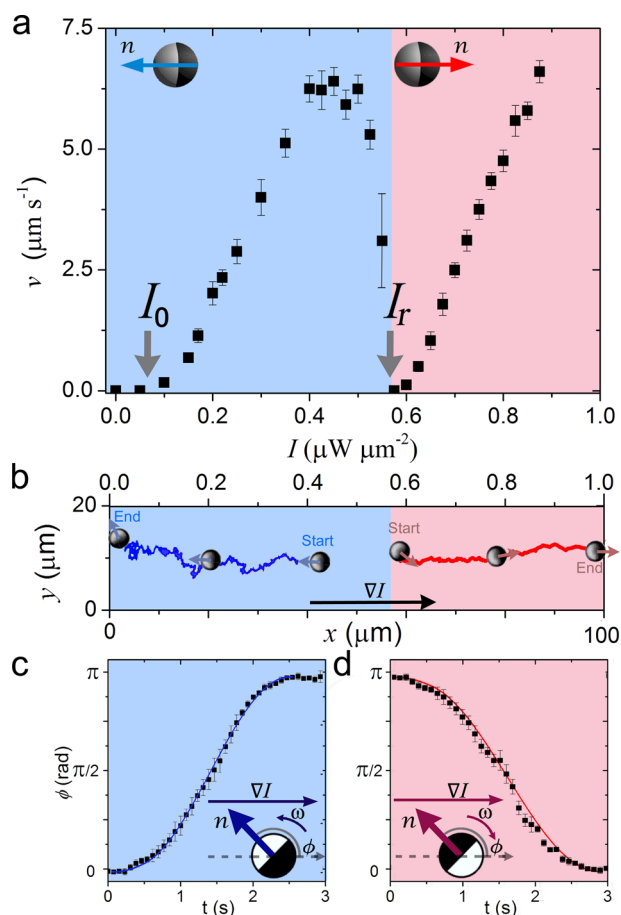 a
7.5
5.0
2.5
0.0
v (μm s⁻¹)
n
n
I₀
Iᵣ
0.0 0.2 0.4 0.6 0.8 1.0
I (μW μm⁻²)
b
0.0 0.2 0.4 0.6 0.8 1.0
20
0
y (μm)
End
Start
Start
End
∇I
0
x (μm)
100
c
d
π
π/2
0
ϕ (rad)
∇I
n
ω
ϕ
0 1 2 3
t (s)
π
π/2
0
∇I
n
ω
ϕ
0 1 2 3
t (s)